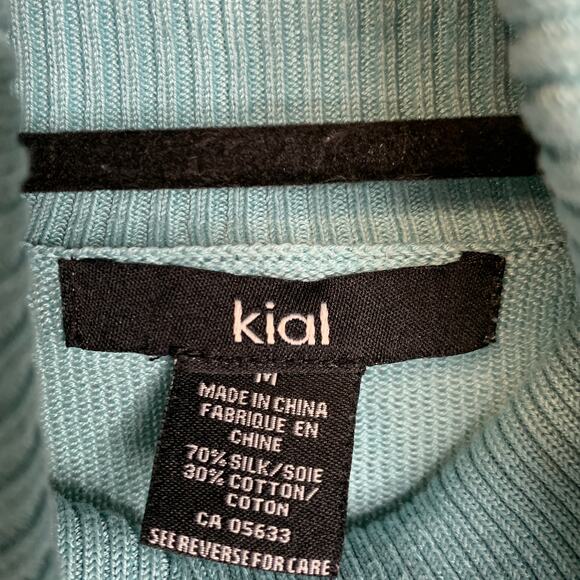 kial
M
MADE IN CHINA
FABRIQUE EN
CHINE
70% SILK/SOIE
30% COTTON/
COTON
CA 05633
SEE REVERSE FOR CARE